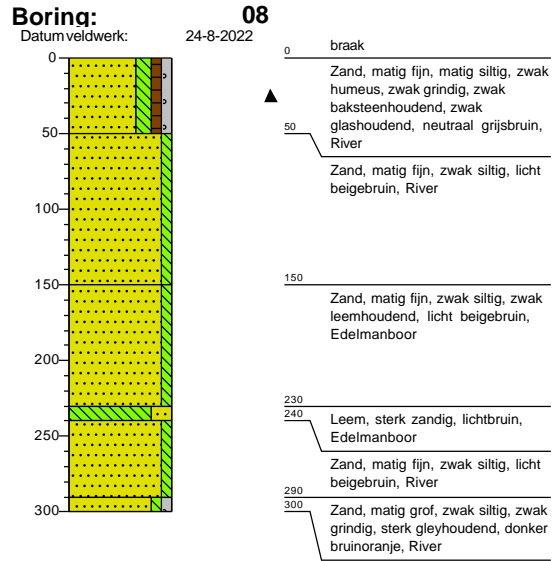 Boring: 08
Datum veldwerk: 24-8-2022
0
50
100
150
200
250
300
0 braak
Zand, matig fijn, matig siltig, zwak
humeus, zwak grindig, zwak
baksteenhoudend, zwak
glashoudend, neutraal grijsbruin,
River
50
Zand, matig fijn, zwak siltig, licht
beigebruin, River
150
Zand, matig fijn, zwak siltig, zwak
leemhoudend, licht beigebruin,
Edelmanboor
230
Leem, sterk zandig, lichtbruin,
Edelmanboor
240
Zand, matig fijn, zwak siltig, licht
beigebruin, River
290
Zand, matig grof, zwak siltig, zwak
grindig, sterk gleyhoudend, donker
bruinoranje, River
300